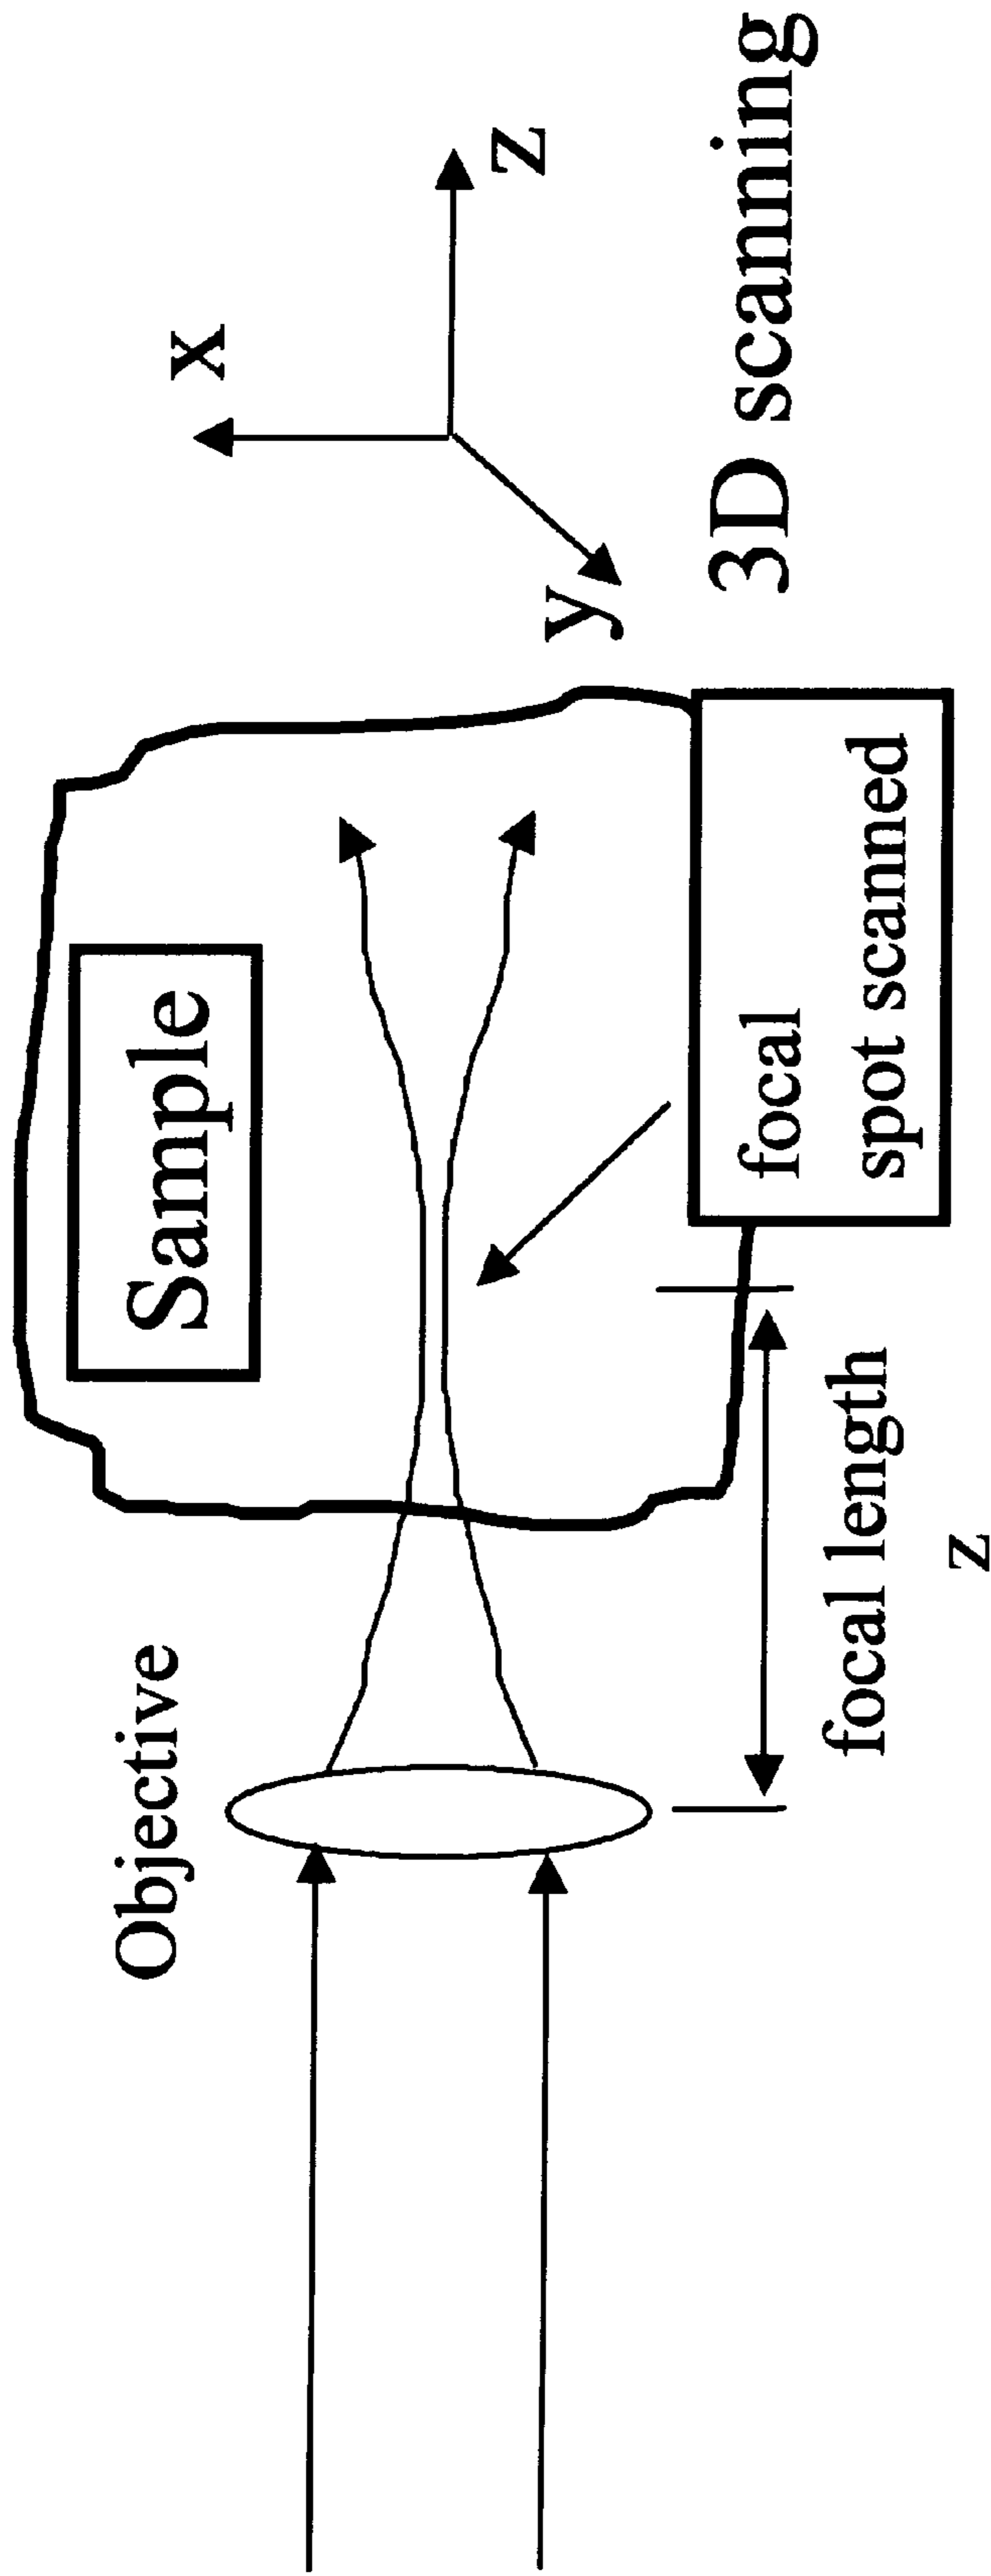 Objective
Sample
x
z
y
3D scanning
focal
spot scanned
focal length
z